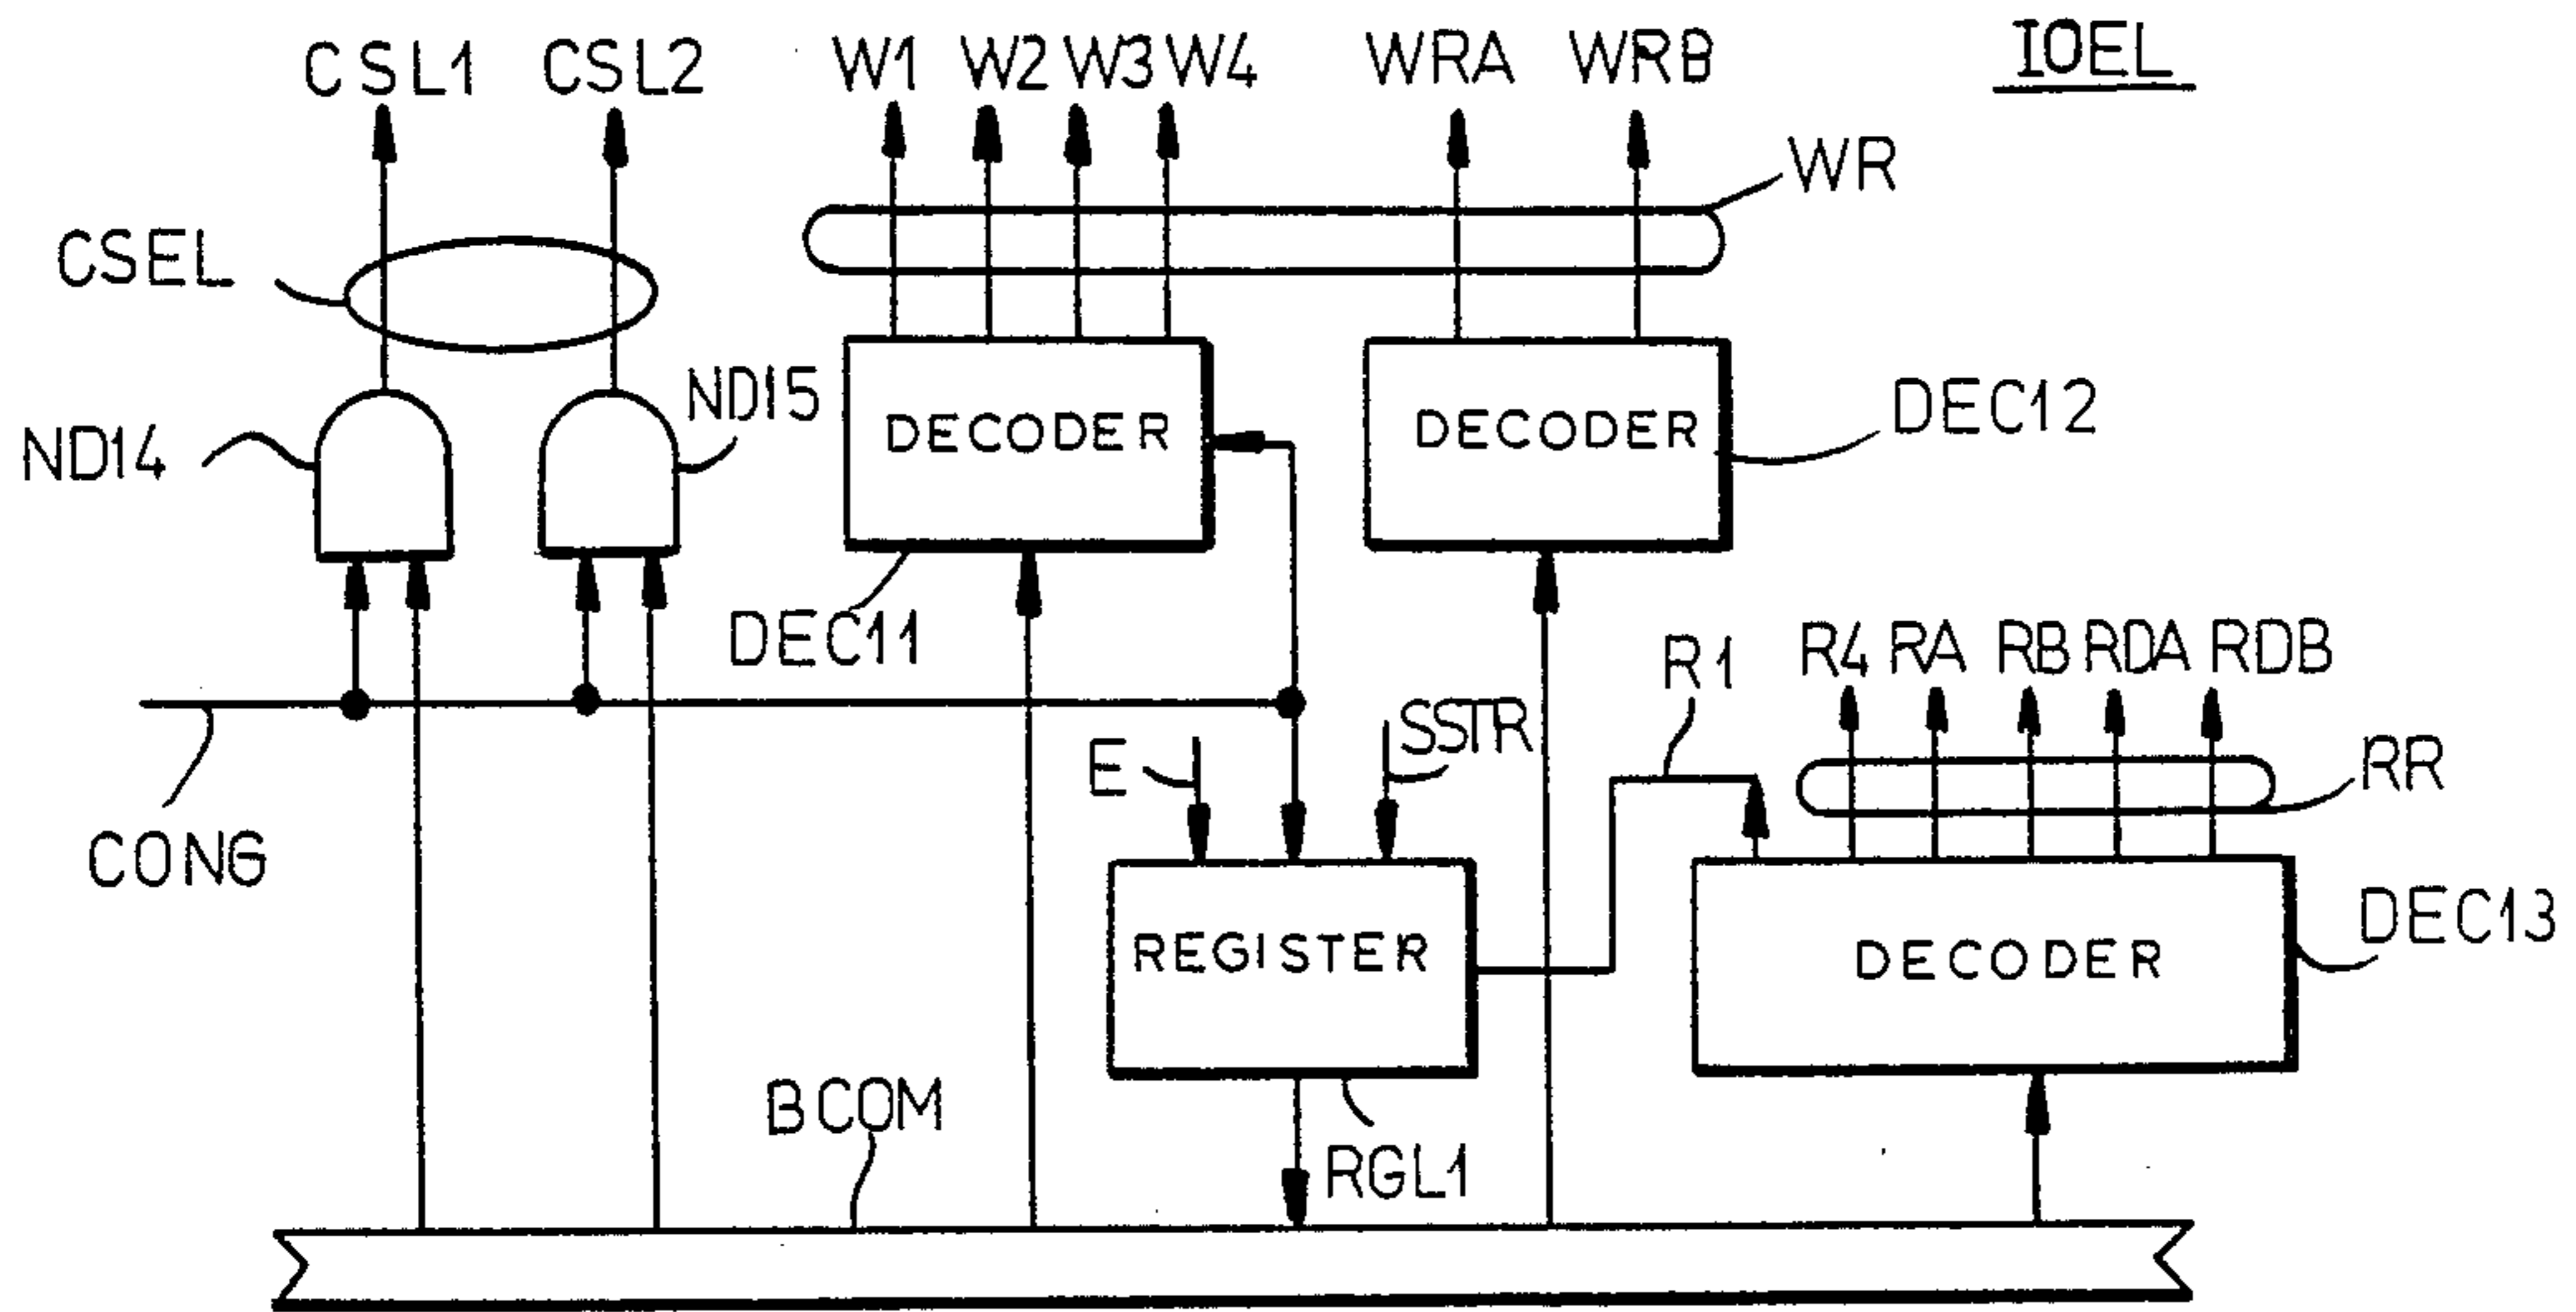 IOEL
CSL1 CSL2 W1 W2 W3 W4 WRA WRB
WR
CSEL
ND14 ND15 DECODER DECODER DEC12
DEC11
R1 R4 RA RB RDA RDB
E SSTR
RR
CONG
REGISTER DECODER DEC13
BCOM RGL1